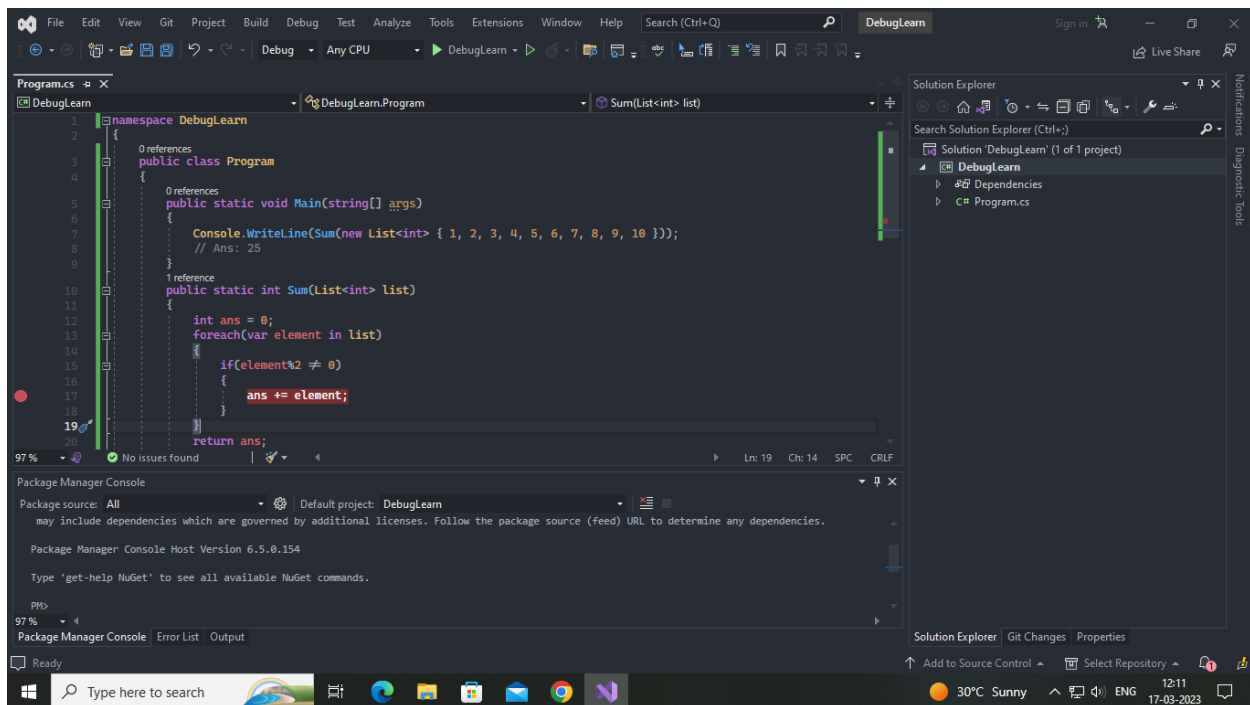 File Edit View Git Project Build Debug Test Analyze Tools Extensions Window Help Search (Ctrl+Q) DebugLearn Sign in
Debug Any CPU DebugLearn Live Share
Program.cs
DebugLearn DebugLearn.Program Sum(List<int> list)
1 namespace DebugLearn
2 {
0 references
3 public class Program
4 {
0 references
5 public static void Main(string[] args)
6 {
7 Console.WriteLine(Sum(new List<int> { 1, 2, 3, 4, 5, 6, 7, 8, 9, 10 }));
8 // Ans: 25
9 }
1 reference
10 public static int Sum(List<int> list)
11 {
12 int ans = 0;
13 foreach(var element in list)
14 {
15 if(element%2 ≠ 0)
16 {
17 ans += element;
18 }
19 }
20 return ans;
97 % No issues found Ln: 19 Ch: 14 SPC CRLF
Package Manager Console
Package source: All Default project: DebugLearn
may include dependencies which are governed by additional licenses. Follow the package source (feed) URL to determine any dependencies.
Package Manager Console Host Version 6.5.0.154
Type 'get-help NuGet' to see all available NuGet commands.
PM>
97 %
Package Manager Console Error List Output
Solution Explorer
Search Solution Explorer (Ctrl+;)
Solution 'DebugLearn' (1 of 1 project)
C# DebugLearn
Dependencies
C# Program.cs
Solution Explorer Git Changes Properties
Notifications
Diagnostic Tools
Ready Add to Source Control Select Repository 1
Type here to search 30°C Sunny ENG 12:11
17-03-2023